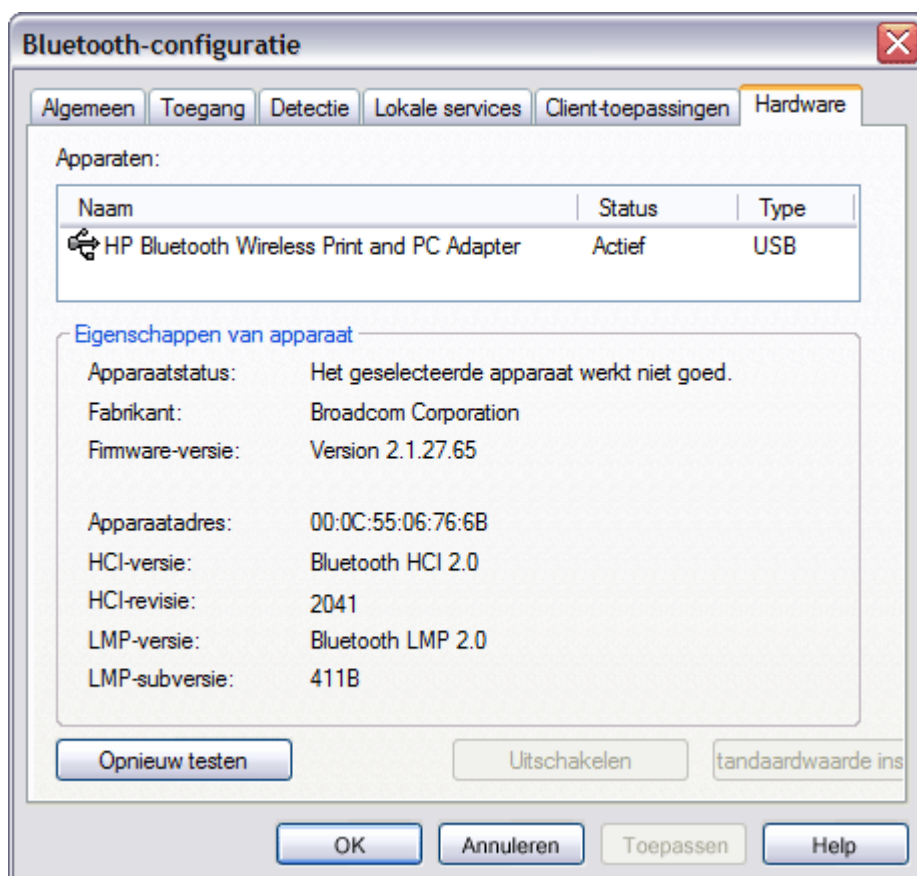 Bluetooth-configuratie
Algemeen Toegang Detectie Lokale services Client-toepassingen Hardware
Apparaten:
Naam Status Type
HP Bluetooth Wireless Print and PC Adapter Actief USB
Eigenschappen van apparaat
Apparaatstatus: Het geselecteerde apparaat werkt niet goed.
Fabrikant: Broadcom Corporation
Firmware-versie: Version 2.1.27.65
Apparaatadres: 00:0C:55:06:76:6B
HCI-versie: Bluetooth HCI 2.0
HCI-revisie: 2041
LMP-versie: Bluetooth LMP 2.0
LMP-subversie: 411B
Opnieuw testen Uitschakelen tandaardwaarde ins
OK Annuleren Toepassen Help